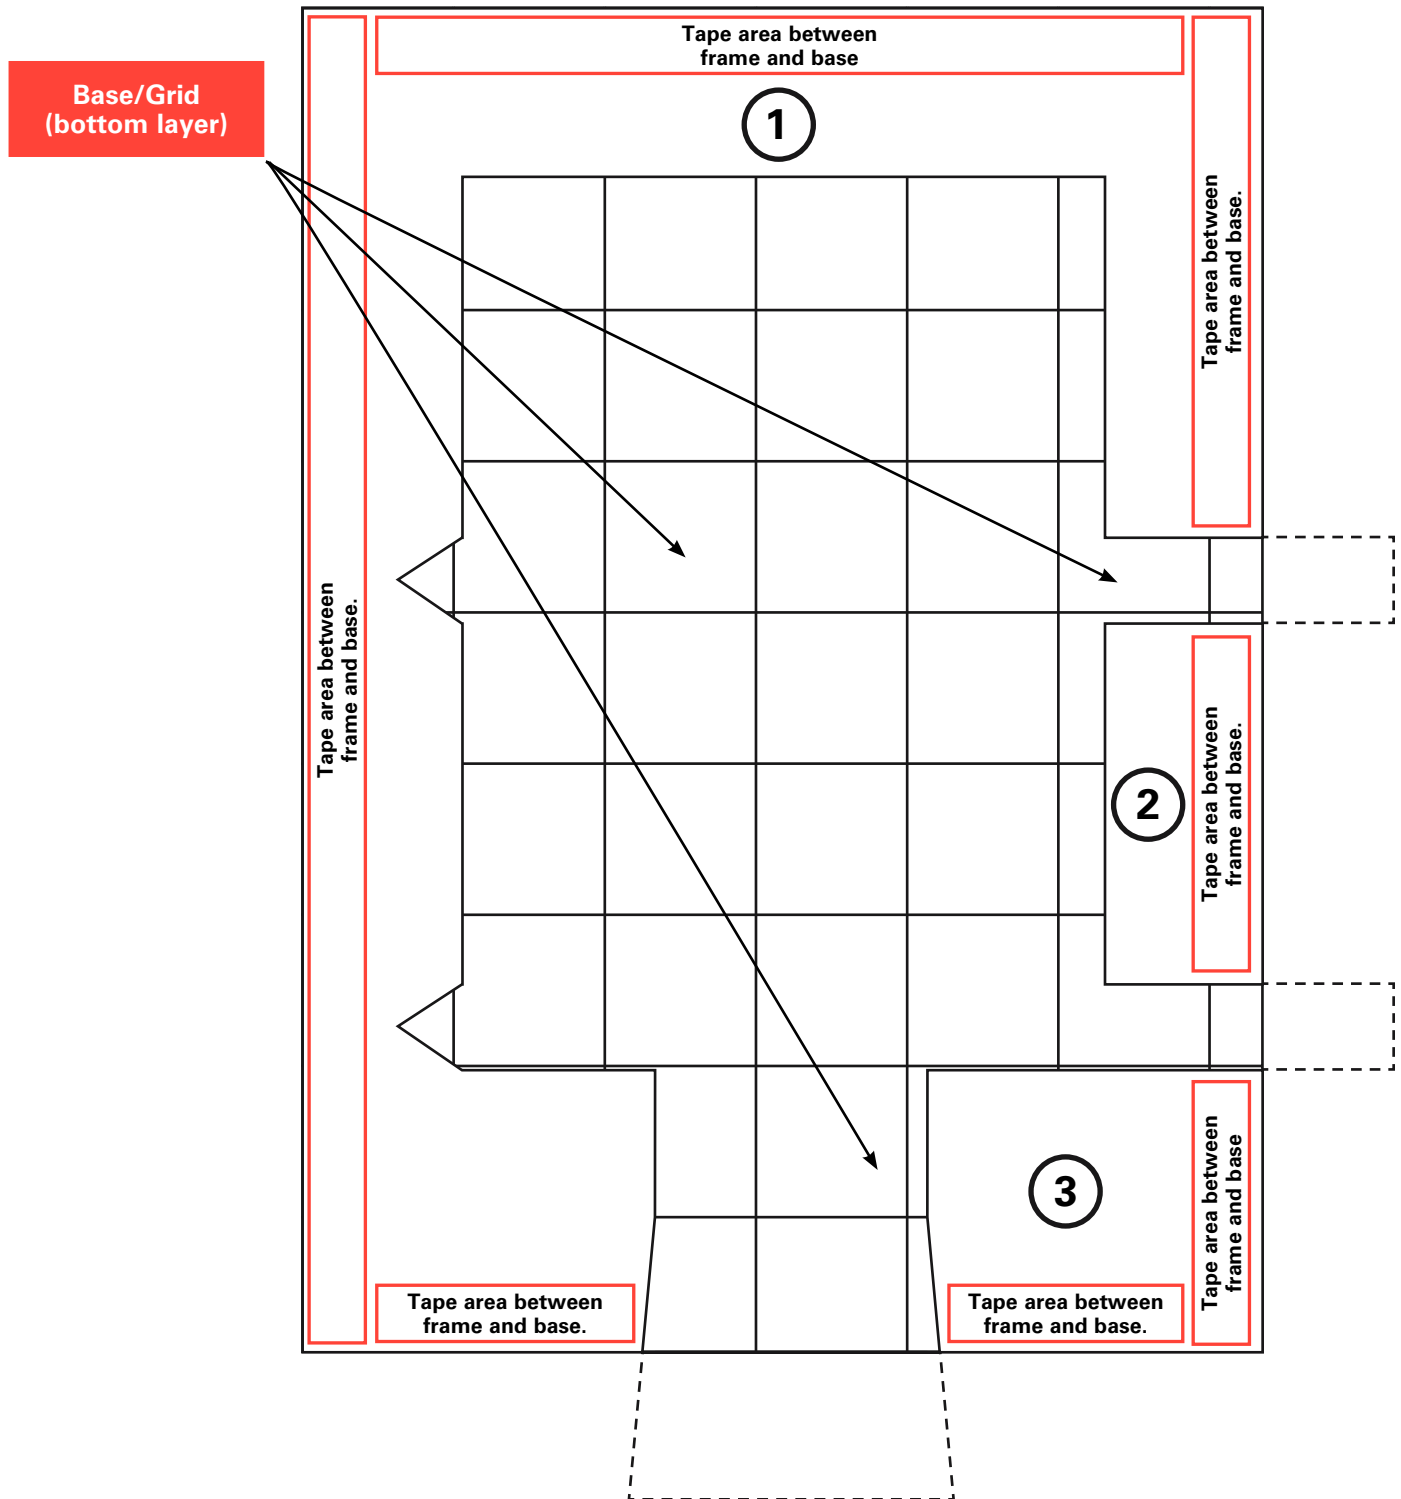 Tape area between
frame and base
Base/Grid
(bottom layer)
1
Tape area between
frame and base.
Tape area between
frame and base.
Tape area between
frame and base.
2
3
Tape area between
frame and base
Tape area between
frame and base.
Tape area between
frame and base.